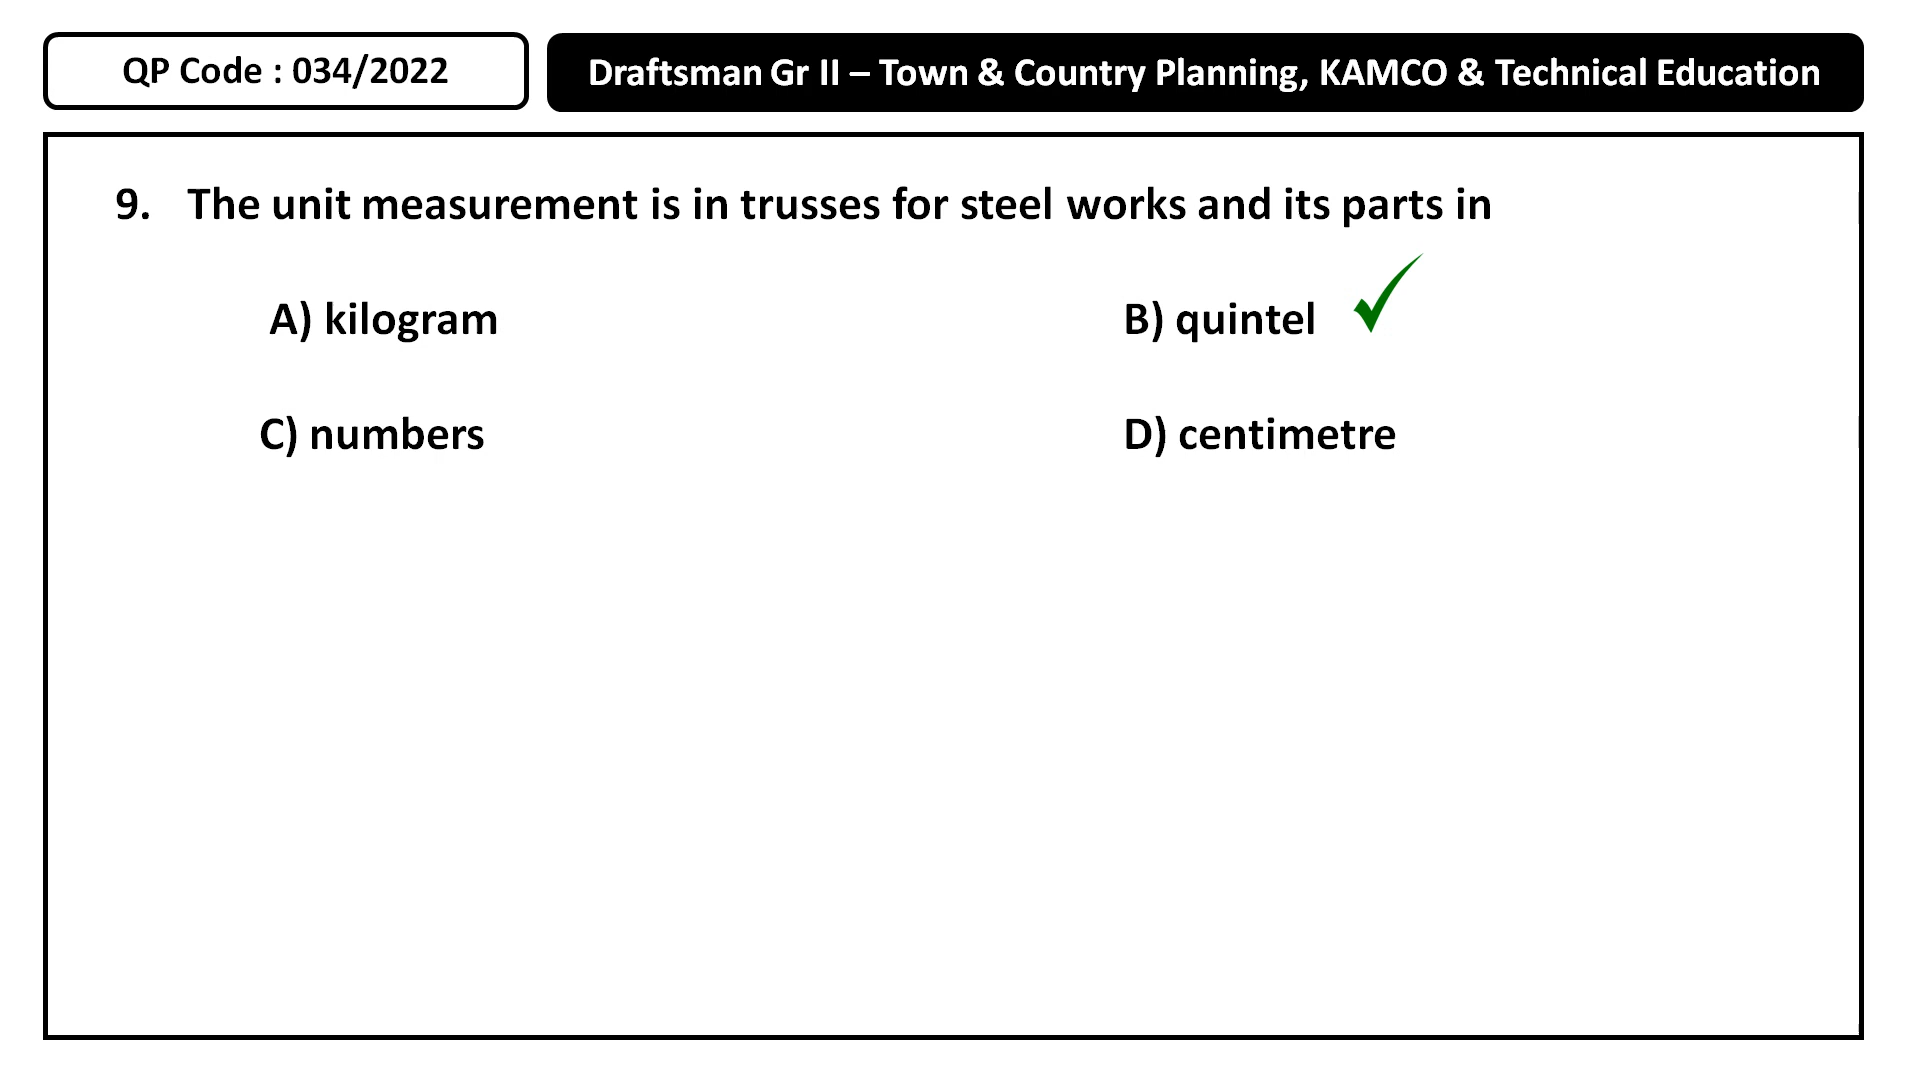 QP Code : 034/2022
Draftsman Gr II – Town & Country Planning, KAMCO & Technical Education
9. The unit measurement is in trusses for steel works and its parts in
A) kilogram
B) quintel
C) numbers
D) centimetre